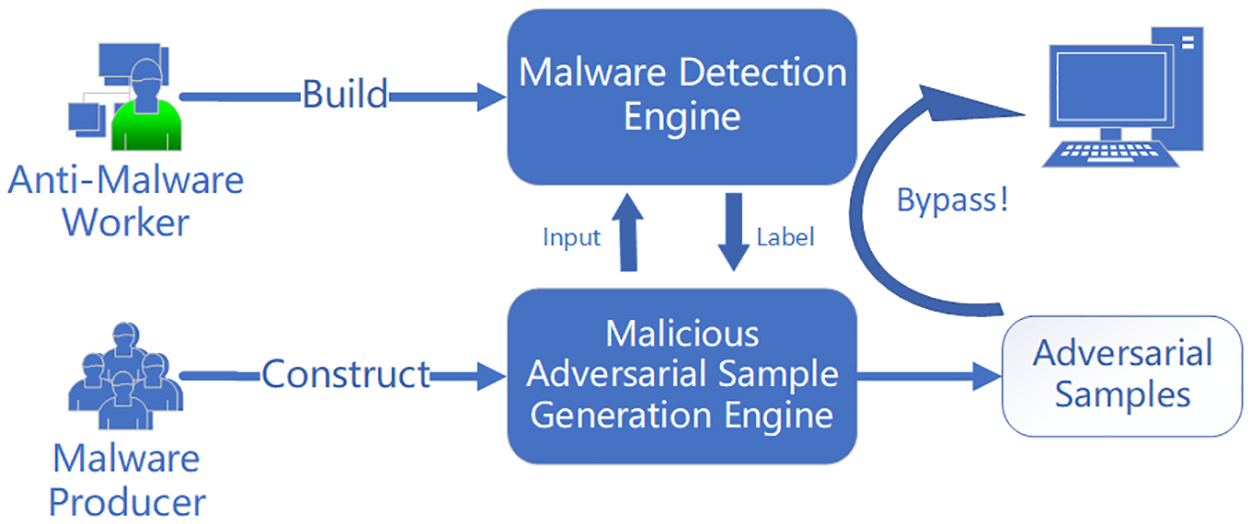 Build
Malware Detection
Engine
Anti-Malware
Worker
Bypass!
Input
Label
Malicious
Adversarial Sample
Generation Engine
Construct
Adversarial
Samples
Malware
Producer